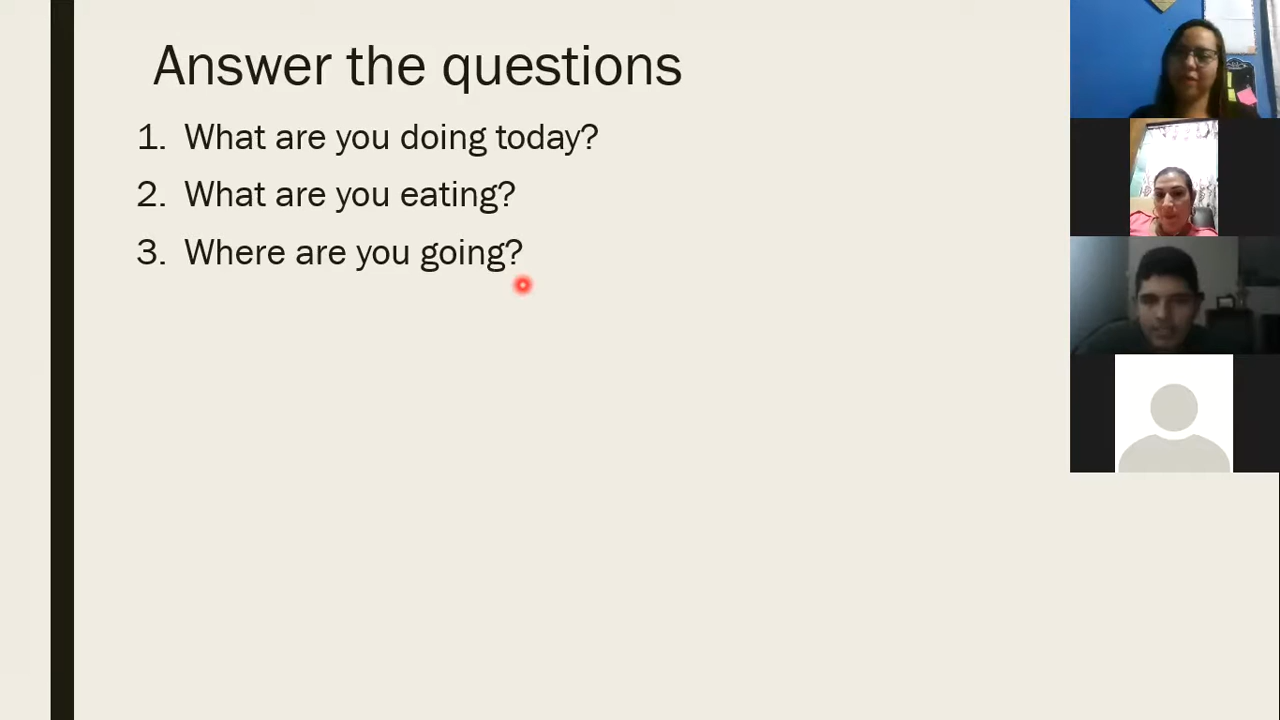 Answer the questions
1. What are you doing today?
2. What are you eating?
3. Where are you going?